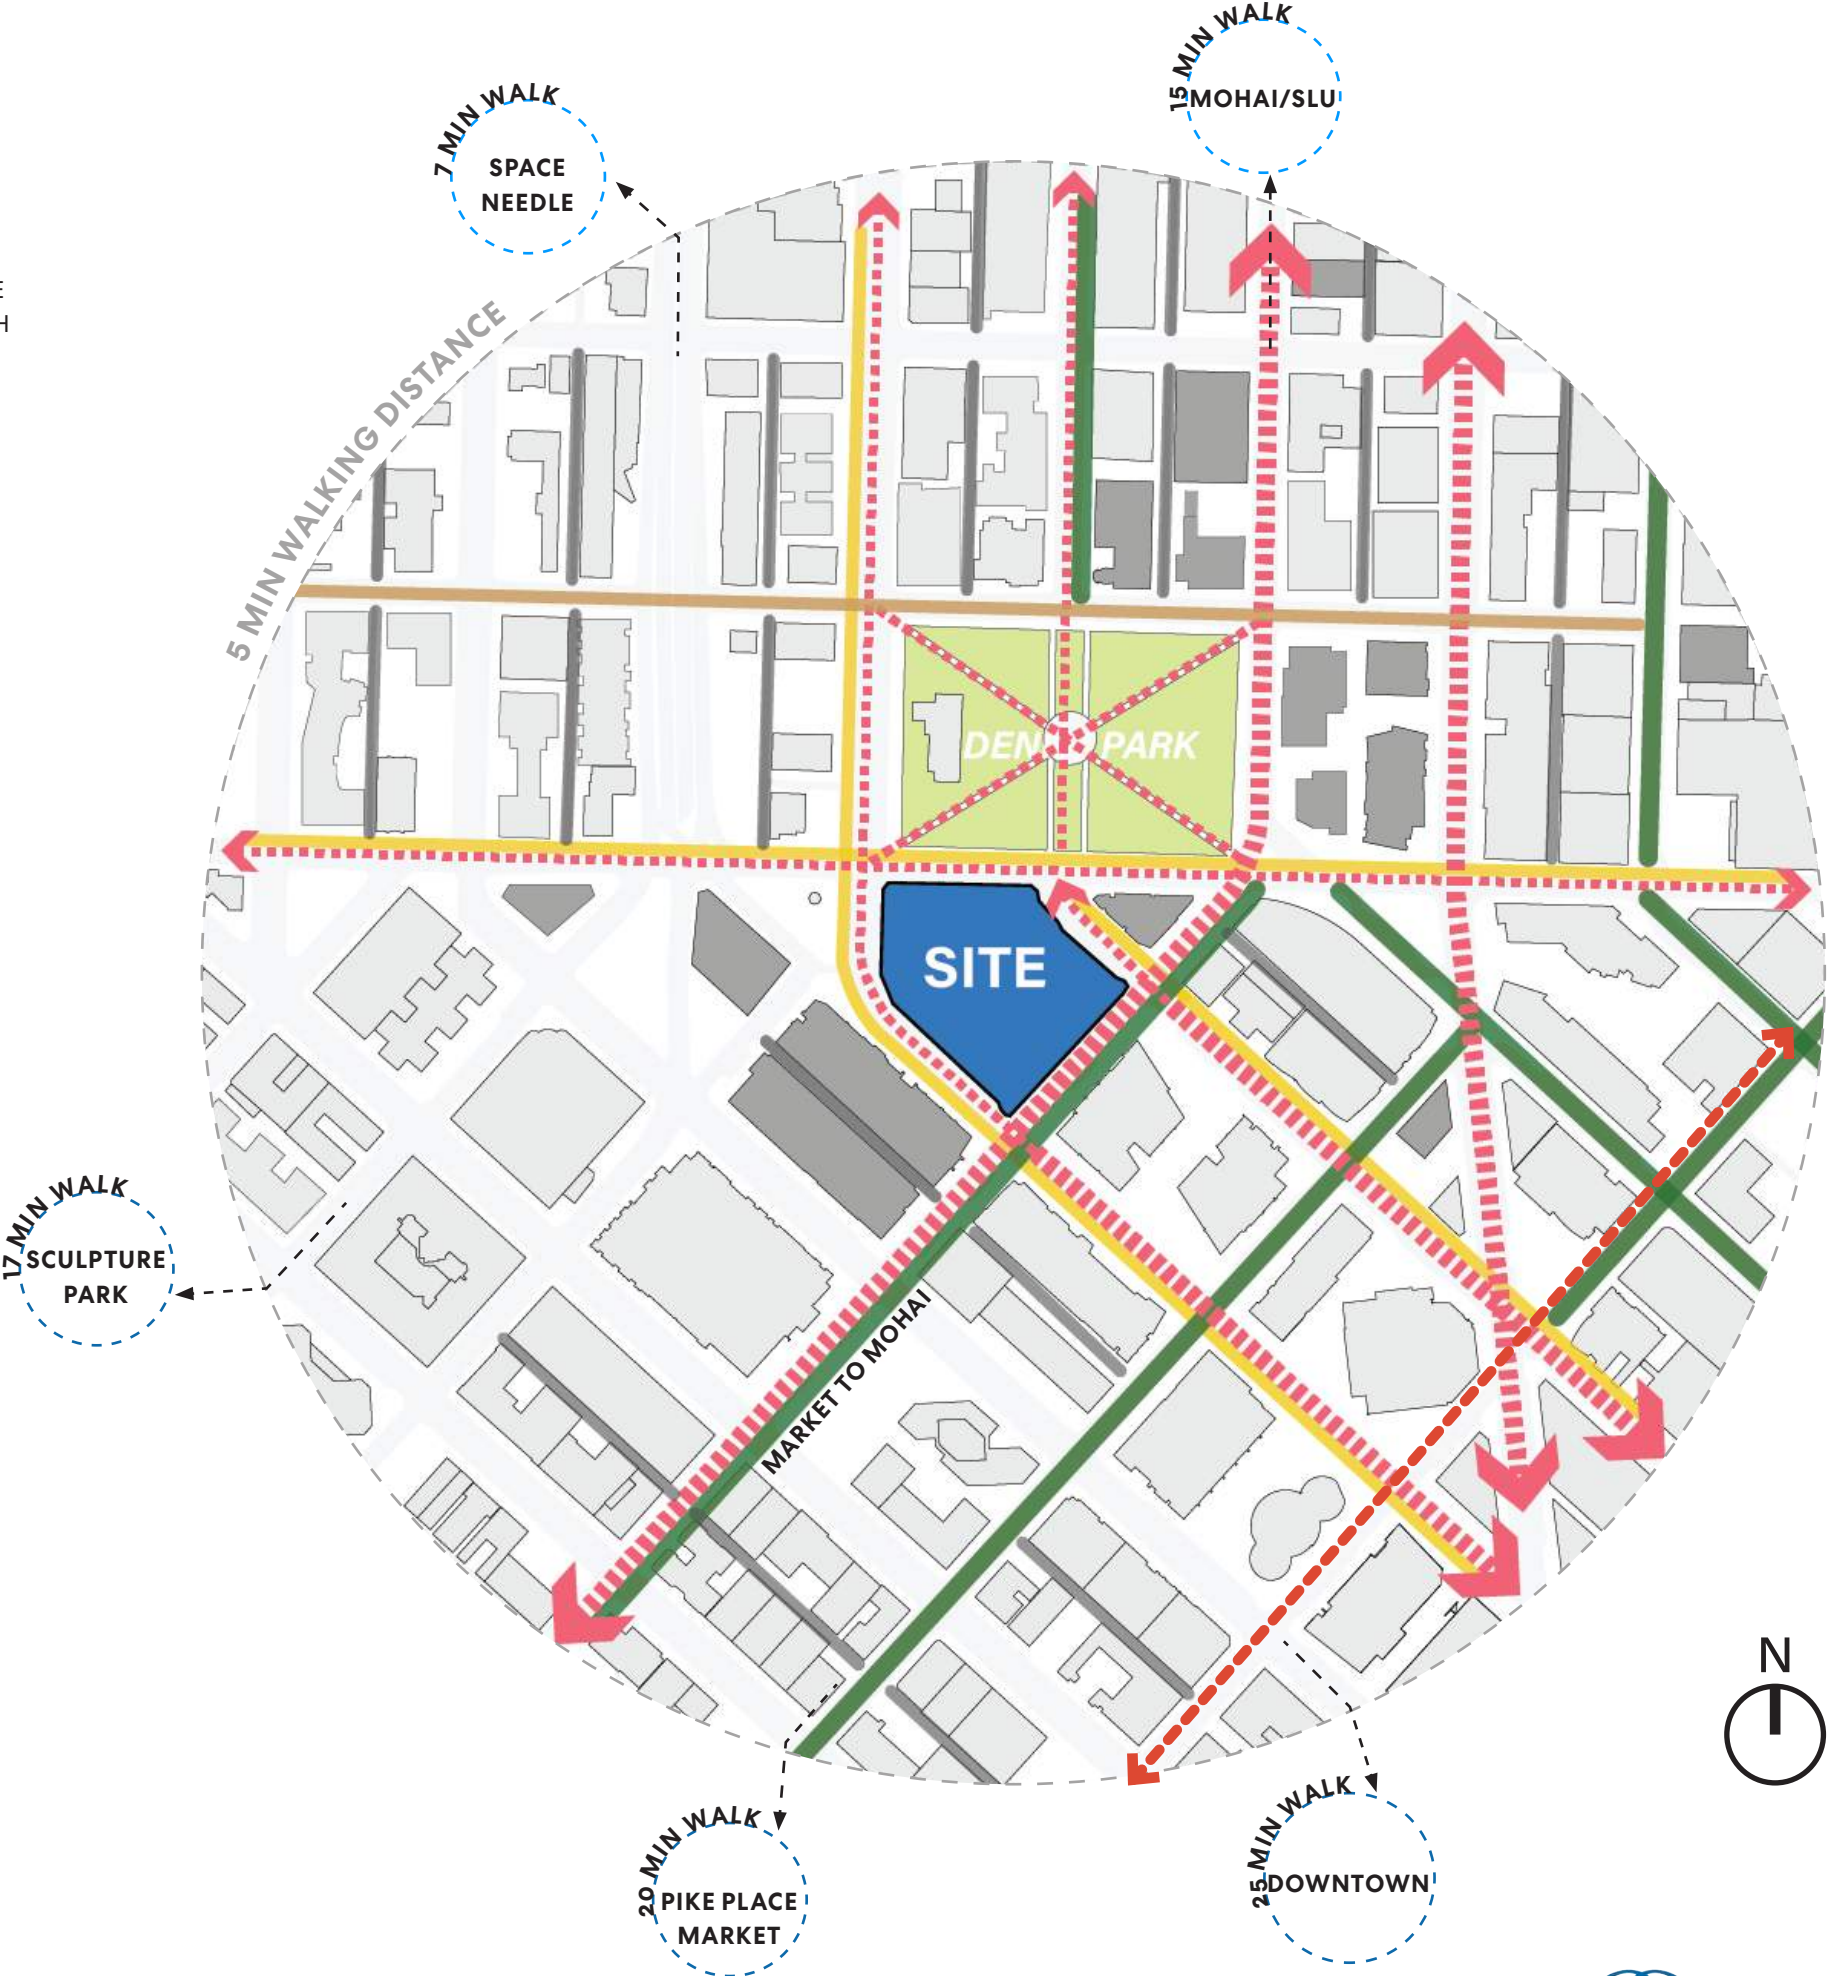 15 MIN WALK
MOHAI/SLU
7 MIN WALK
SPACE
NEEDLE
E
H
5 MIN WALKING DISTANCE
PARK
SITE
17 MIN WALK
SCULPTURE
PARK
MARKET TO MOHAI
N
20 MIN WALK
PIKE PLACE
MARKET
25 MIN WALK
DOWNTOWN